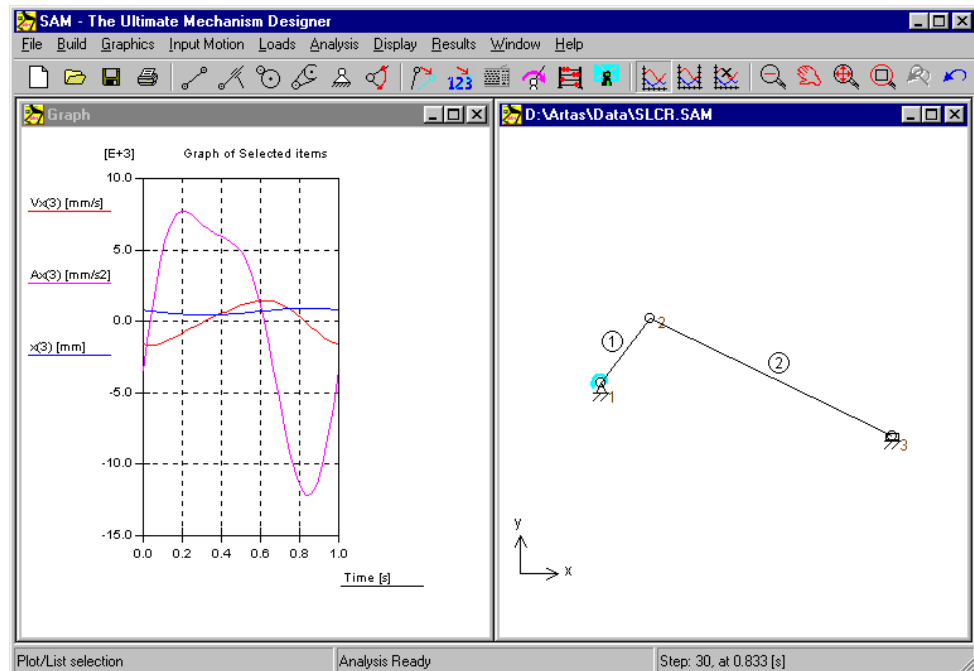 SAM - The Ultimate Mechanism Designer
File Build Graphics Input Motion Loads Analysis Display Results Window Help
123
Graph
[E+3] Graph of Selected items
10.0
Vx(3) [mm/s]
5.0
Ax(3) [mm/s2]
0.0
x(3) [mm]
-5.0
-10.0
-15.0
0.0 0.2 0.4 0.6 0.8 1.0
Time [s]
D:\Artas\Data\SLCR.SAM
2
1
2
1
3
y
x
Plot/List selection
Analysis Ready
Step: 30, at 0.833 [s]